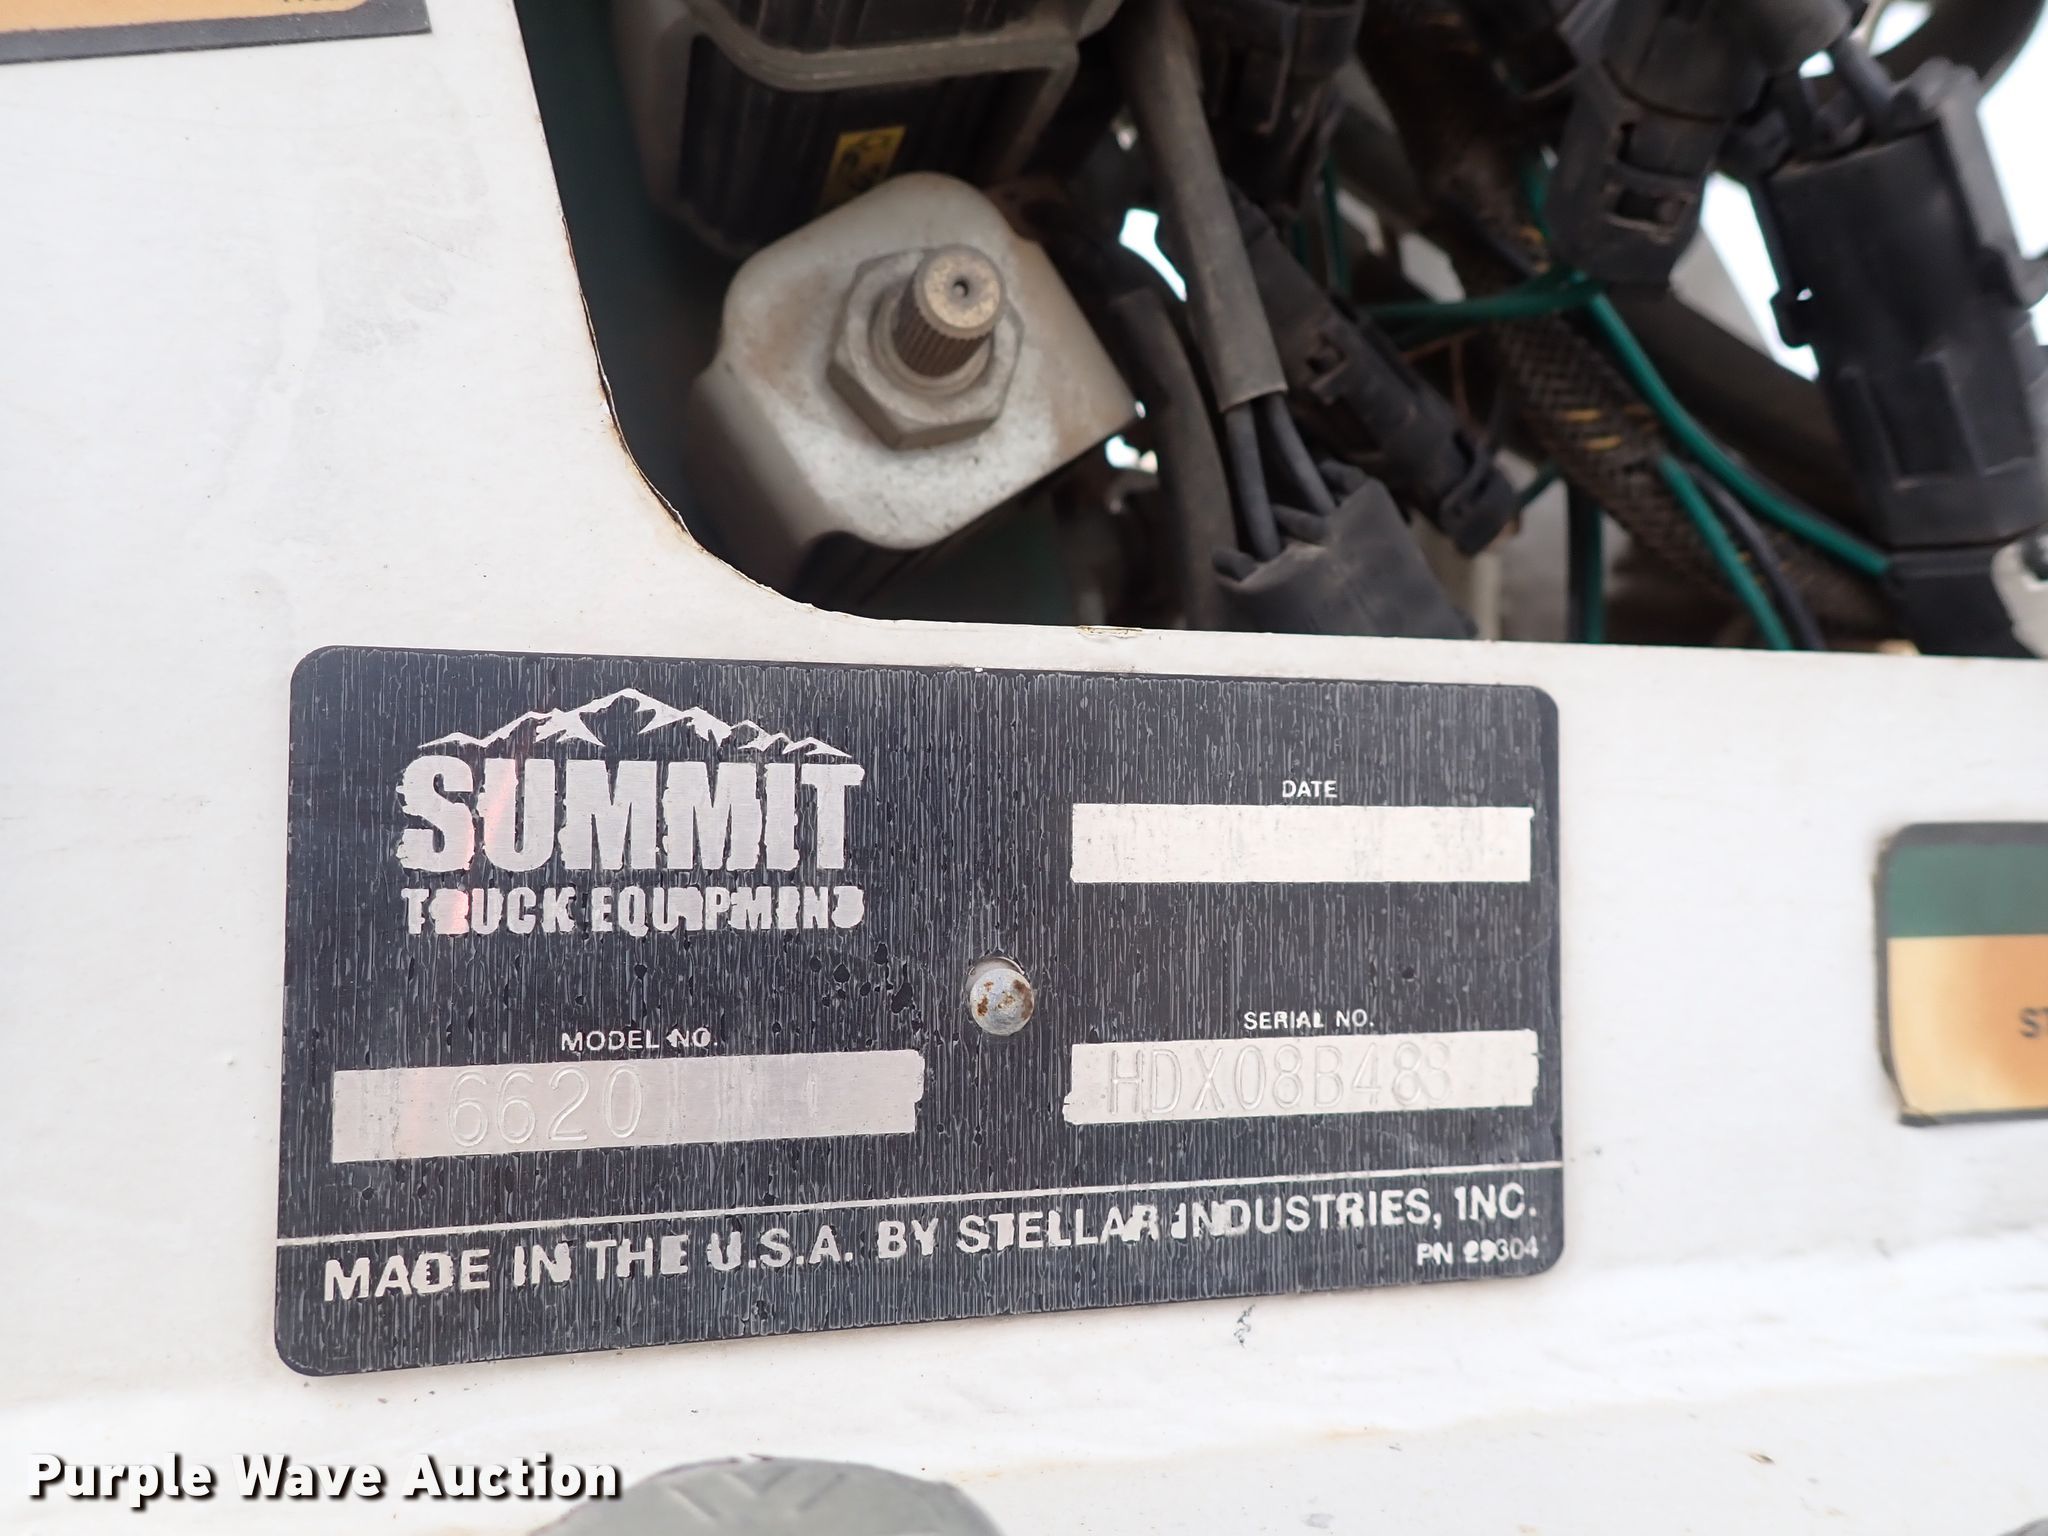 SUMMIT
TRUCK EQUIPMENT
DATE
MODEL NO.
6620
SERIAL NO.
HDX08B488
MADE IN THE U.S.A. BY STELLAR INDUSTRIES, INC.
PN 29304
Purple Wave Auction